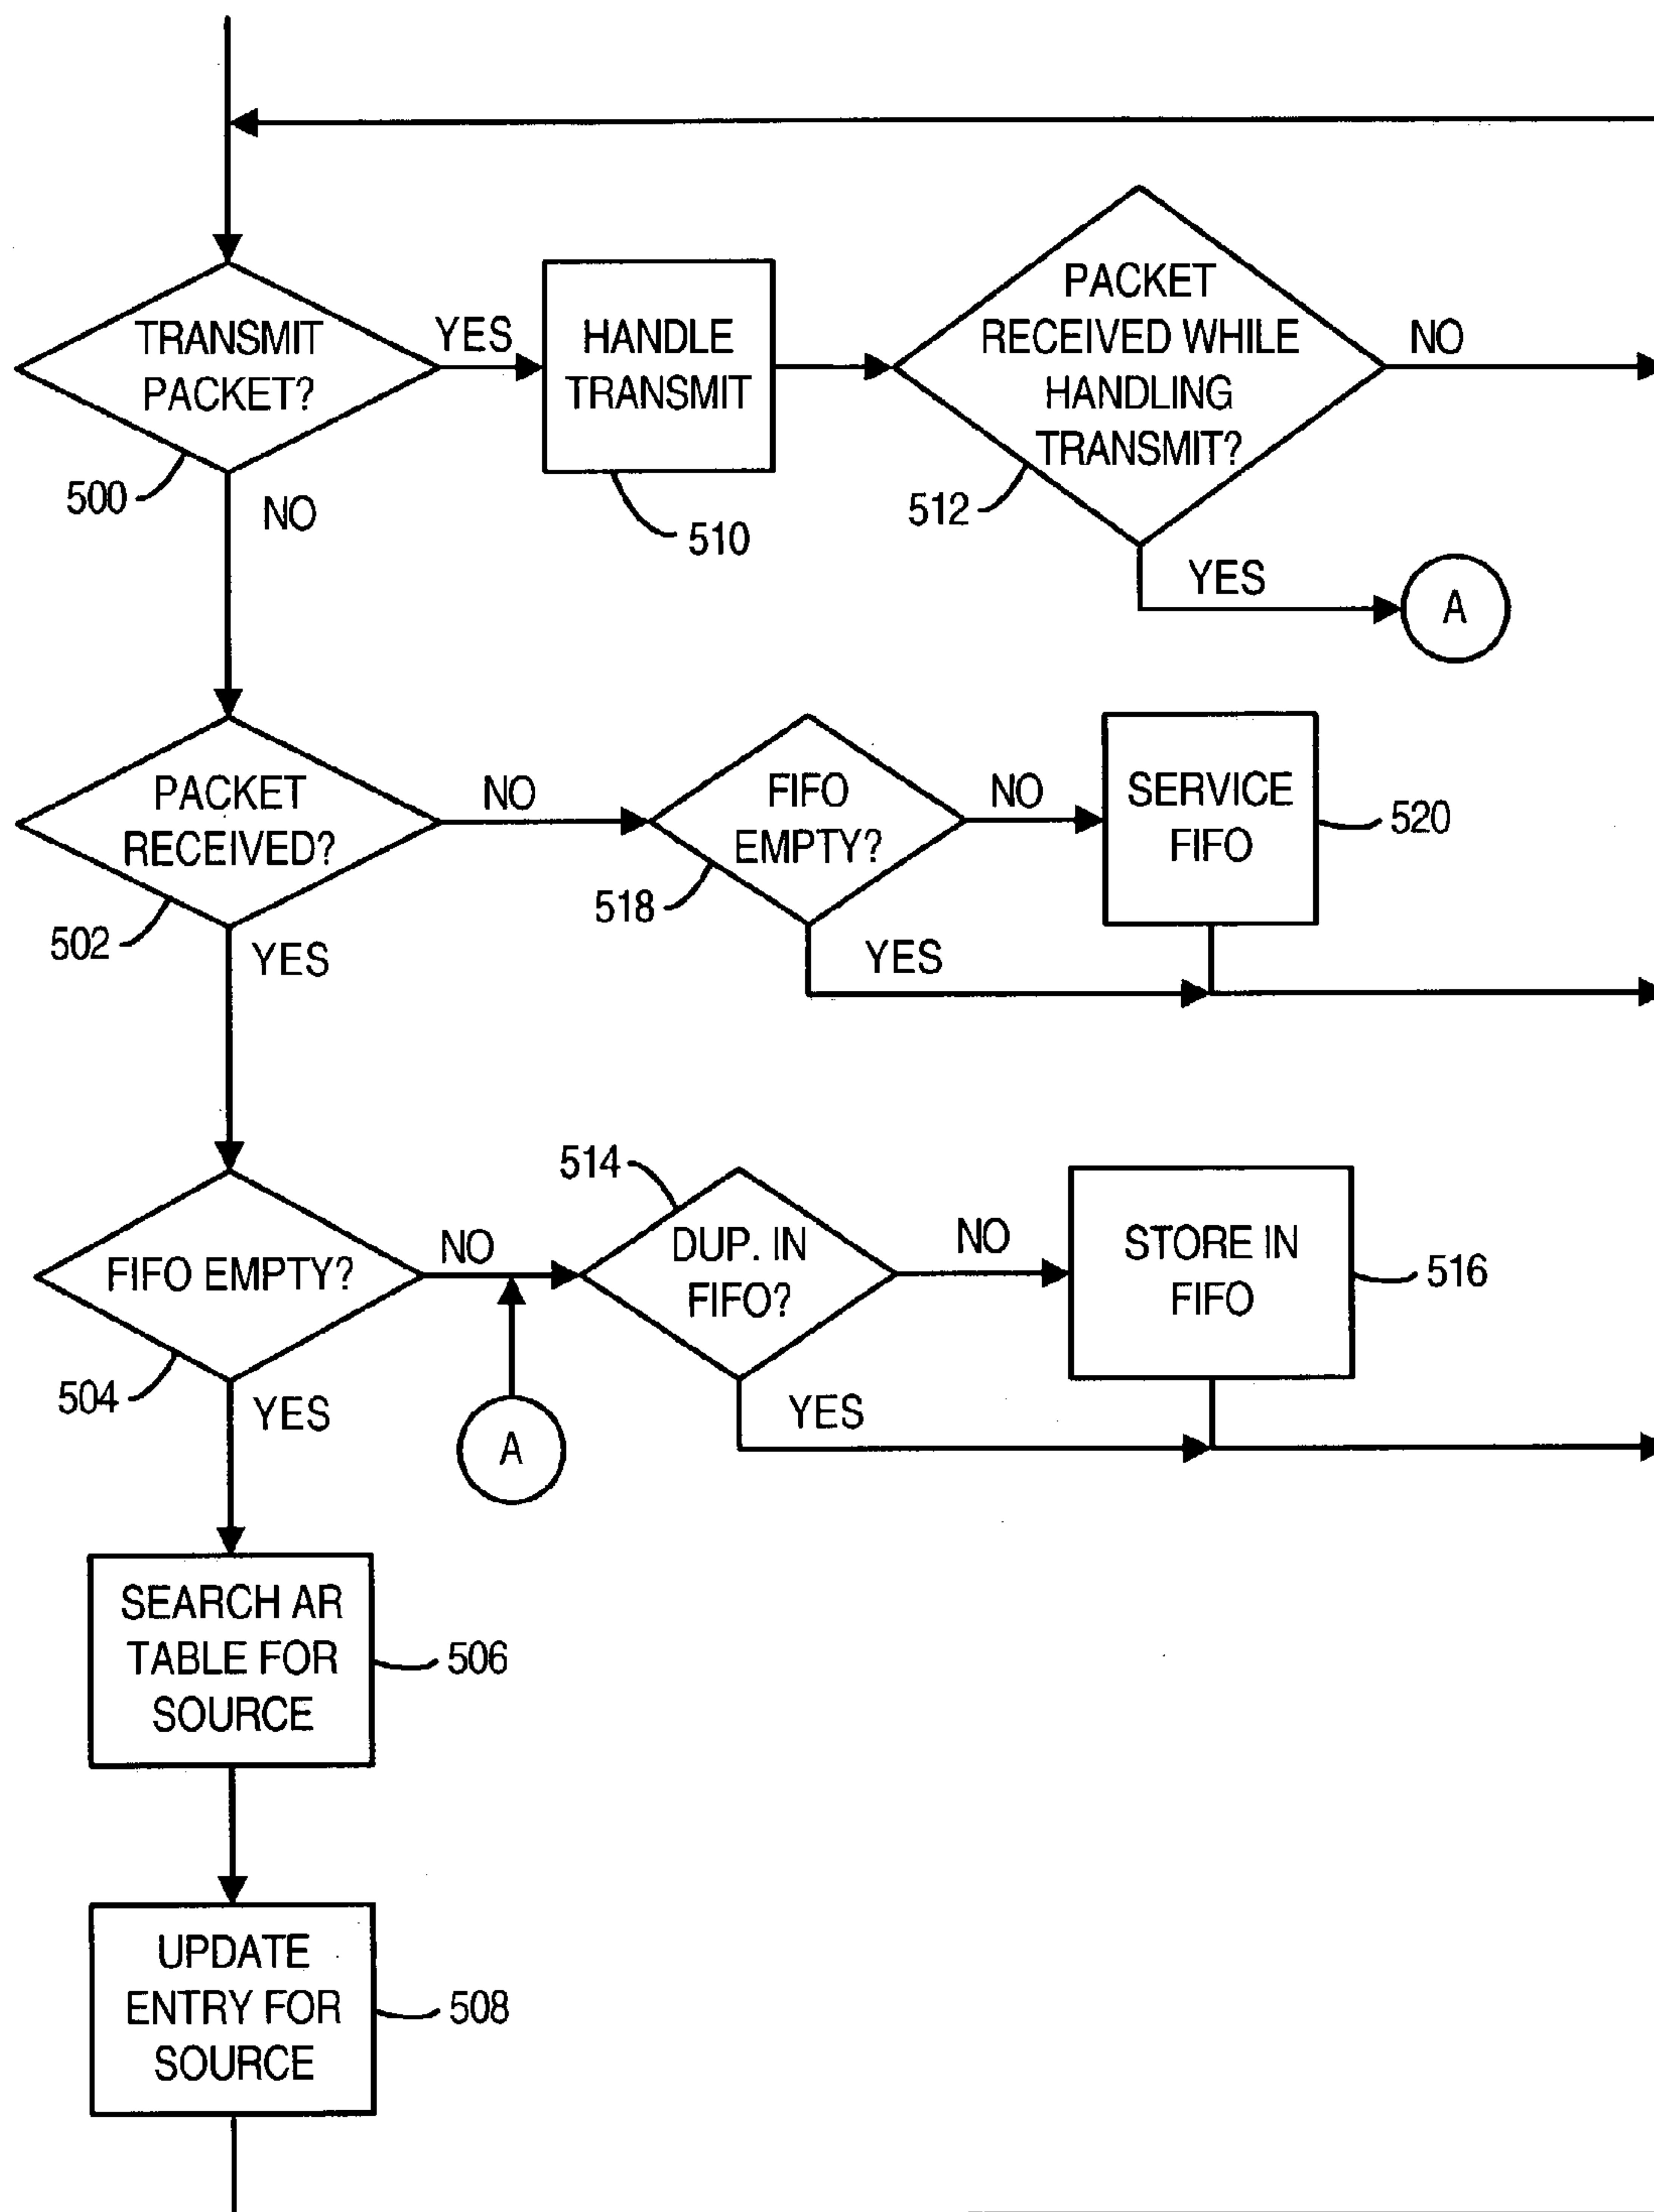 TRANSMIT
PACKET?
500
YES
NO
HANDLE
TRANSMIT
510
PACKET
RECEIVED WHILE
HANDLING
TRANSMIT?
512
NO
YES
A
PACKET
RECEIVED?
502
NO
YES
FIFO
EMPTY?
518
NO
YES
SERVICE
FIFO
520
FIFO EMPTY?
504
NO
YES
A
514
DUP. IN
FIFO?
NO
YES
STORE IN
FIFO
516
SEARCH AR
TABLE FOR
SOURCE
506
UPDATE
ENTRY FOR
SOURCE
508